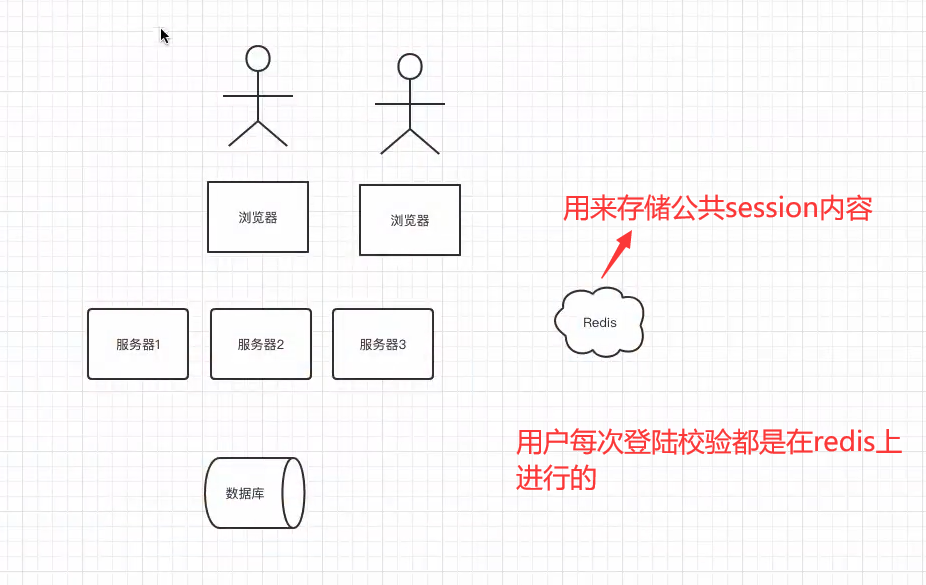 浏览器
浏览器
用来存储公共session内容
Redis
服务器1
服务器2
服务器3
用户每次登陆校验都是在redis上
进行的
数据库